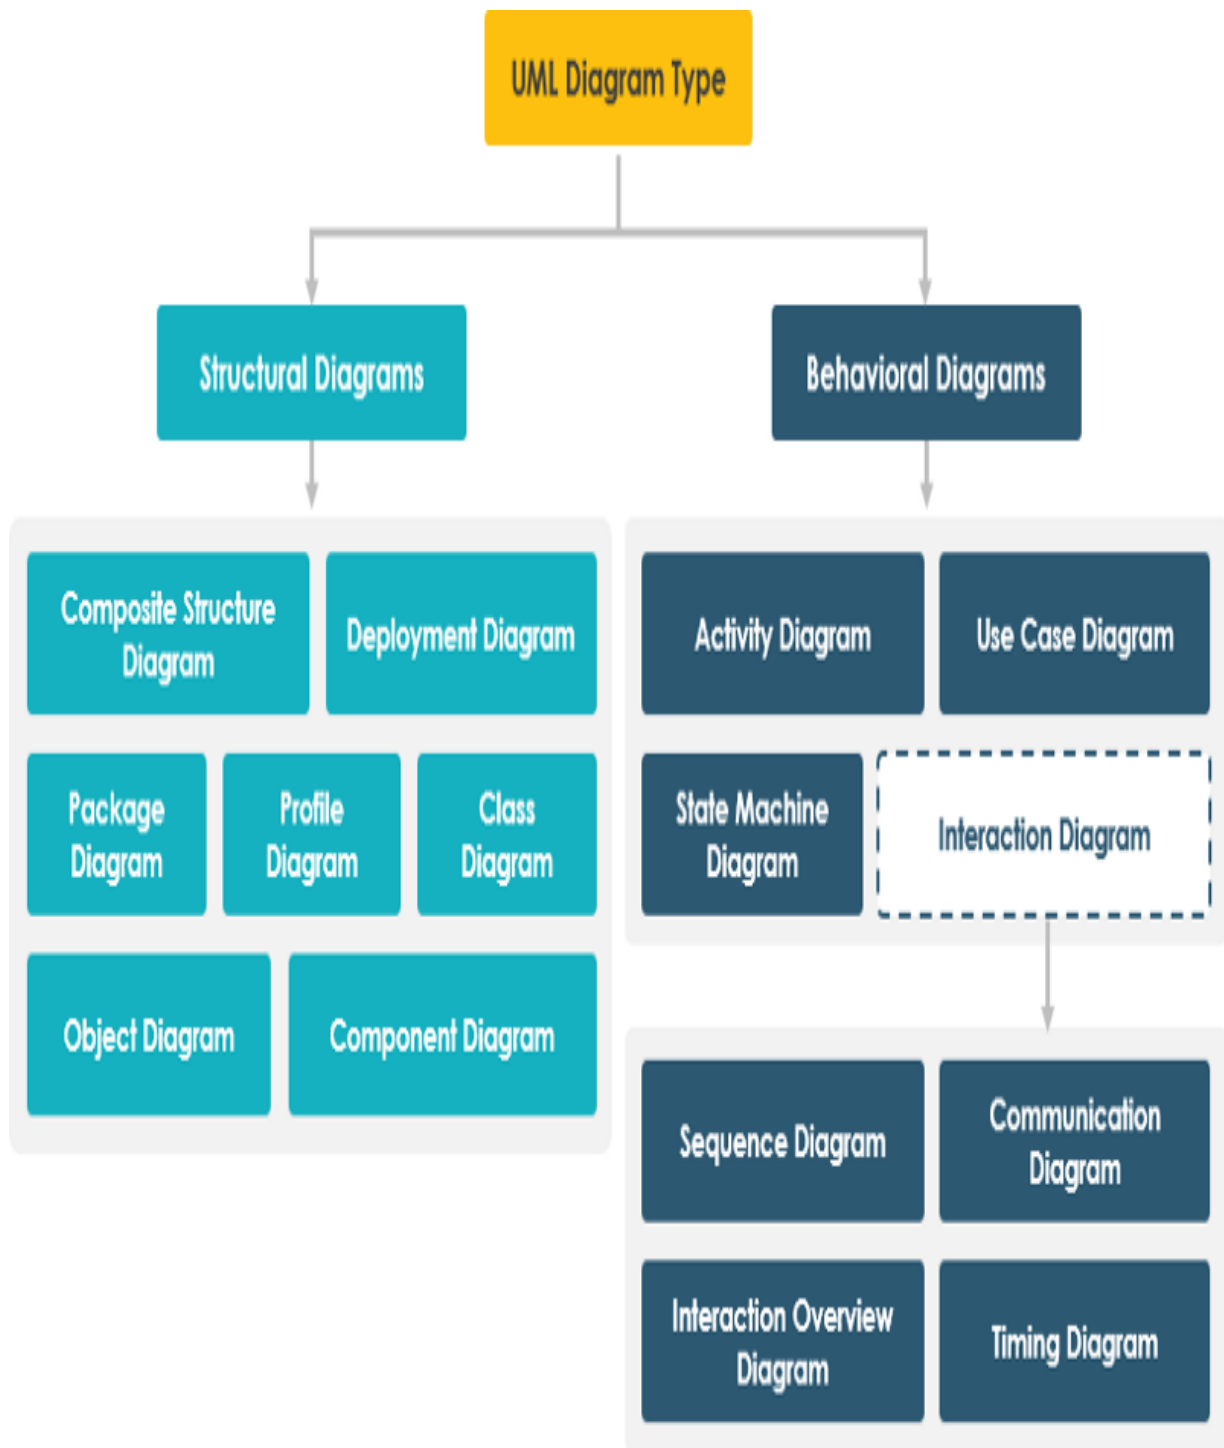 UML Diagram Type
Structural Diagrams
Behavioral Diagrams
Composite Structure
Diagram
Deployment Diagram
Package
Diagram
Profile
Diagram
Class
Diagram
Object Diagram
Component Diagram
Activity Diagram
Use Case Diagram
State Machine
Diagram
Interaction Diagram
Sequence Diagram
Communication
Diagram
Interaction Overview
Diagram
Timing Diagram